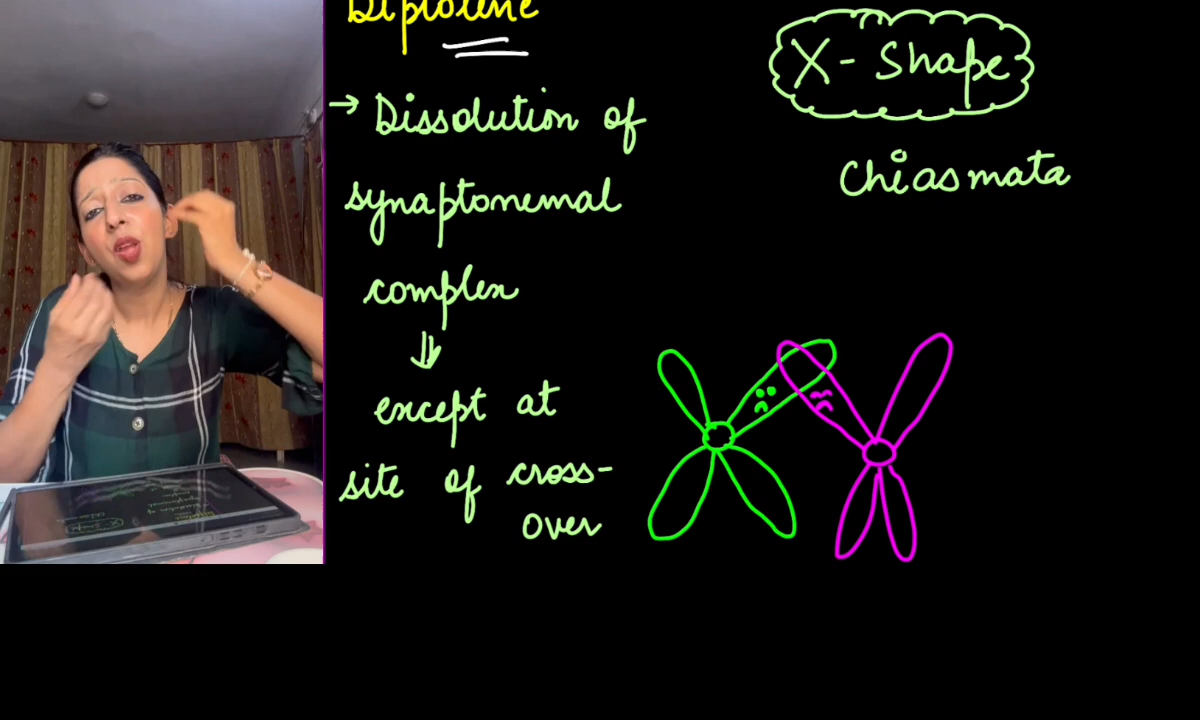 Diplotene
→ Dissolution of
synaptonemal
complex
⇓
except at
site of cross-
over
X - Shape
Chiasmata